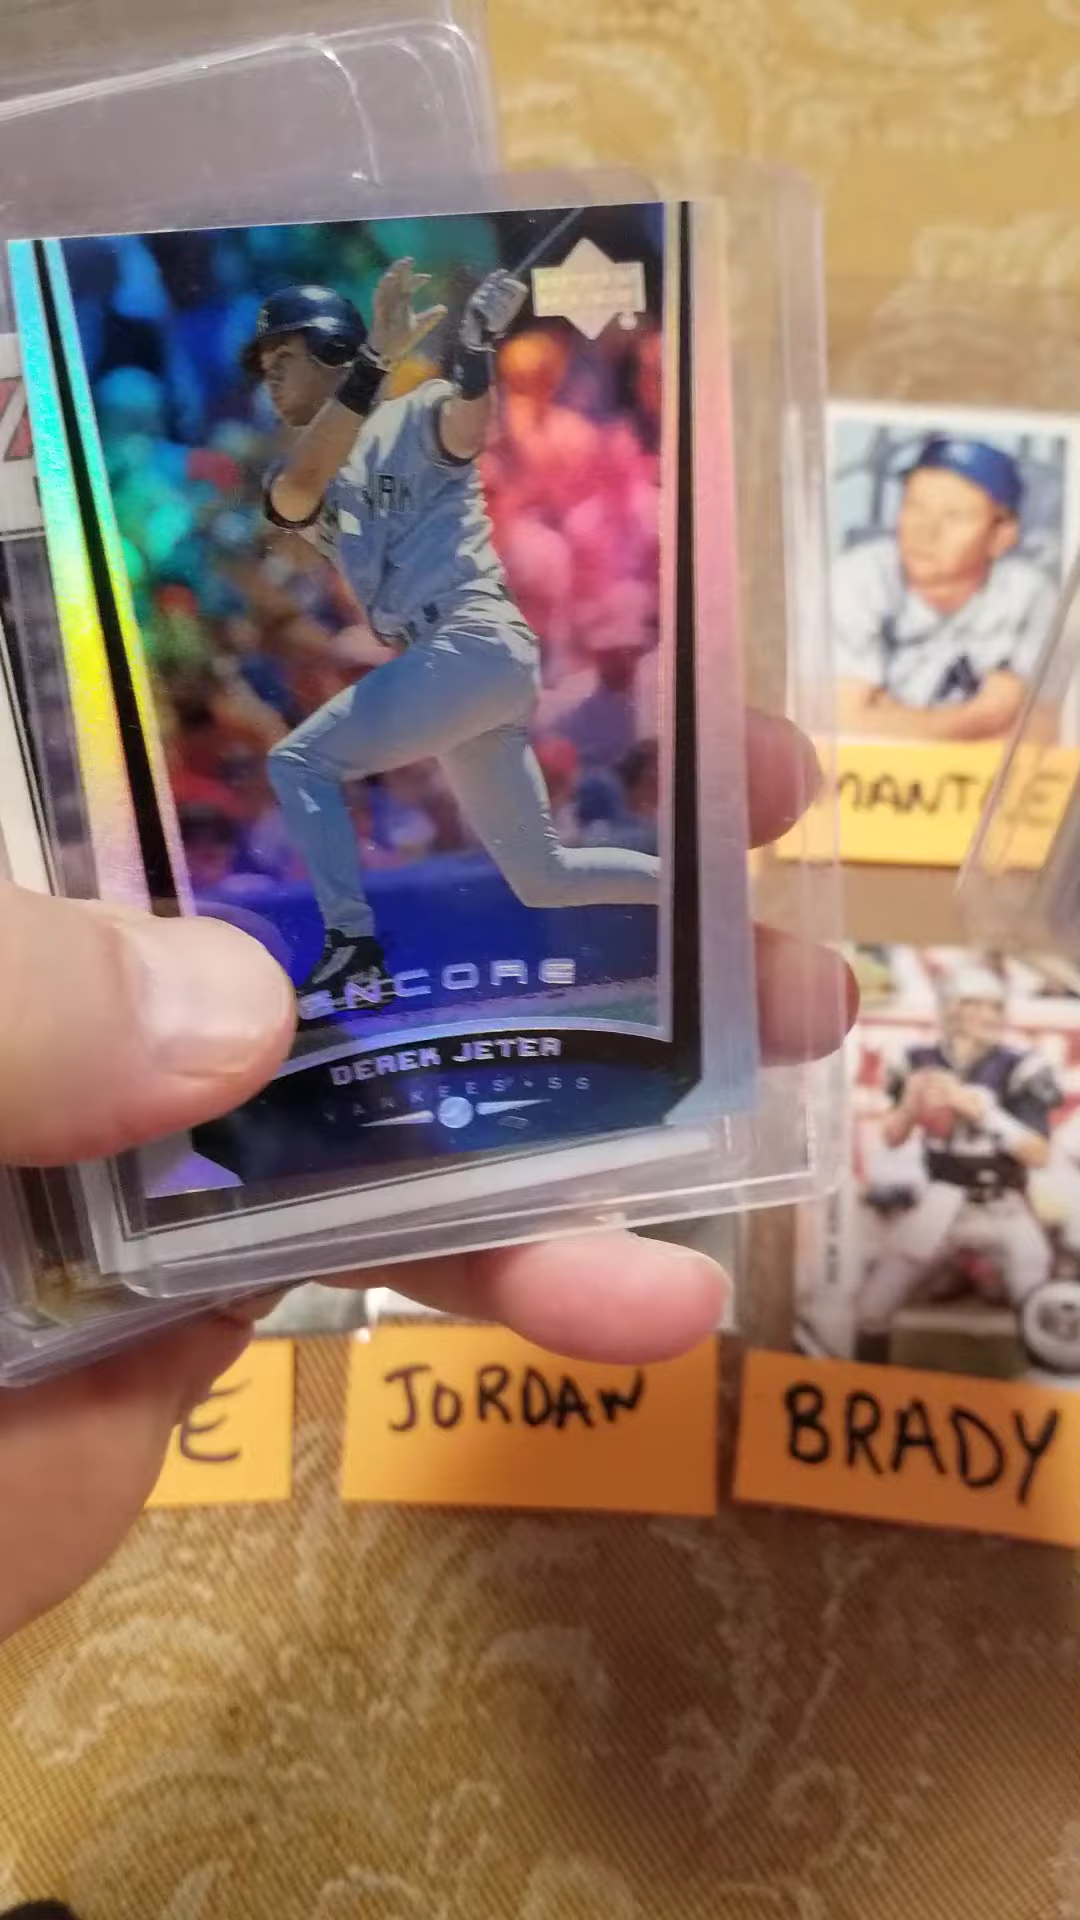 ENCORE
DEREK JETER
YANKEES • SS
MANTLE
JORDAN
BRADY